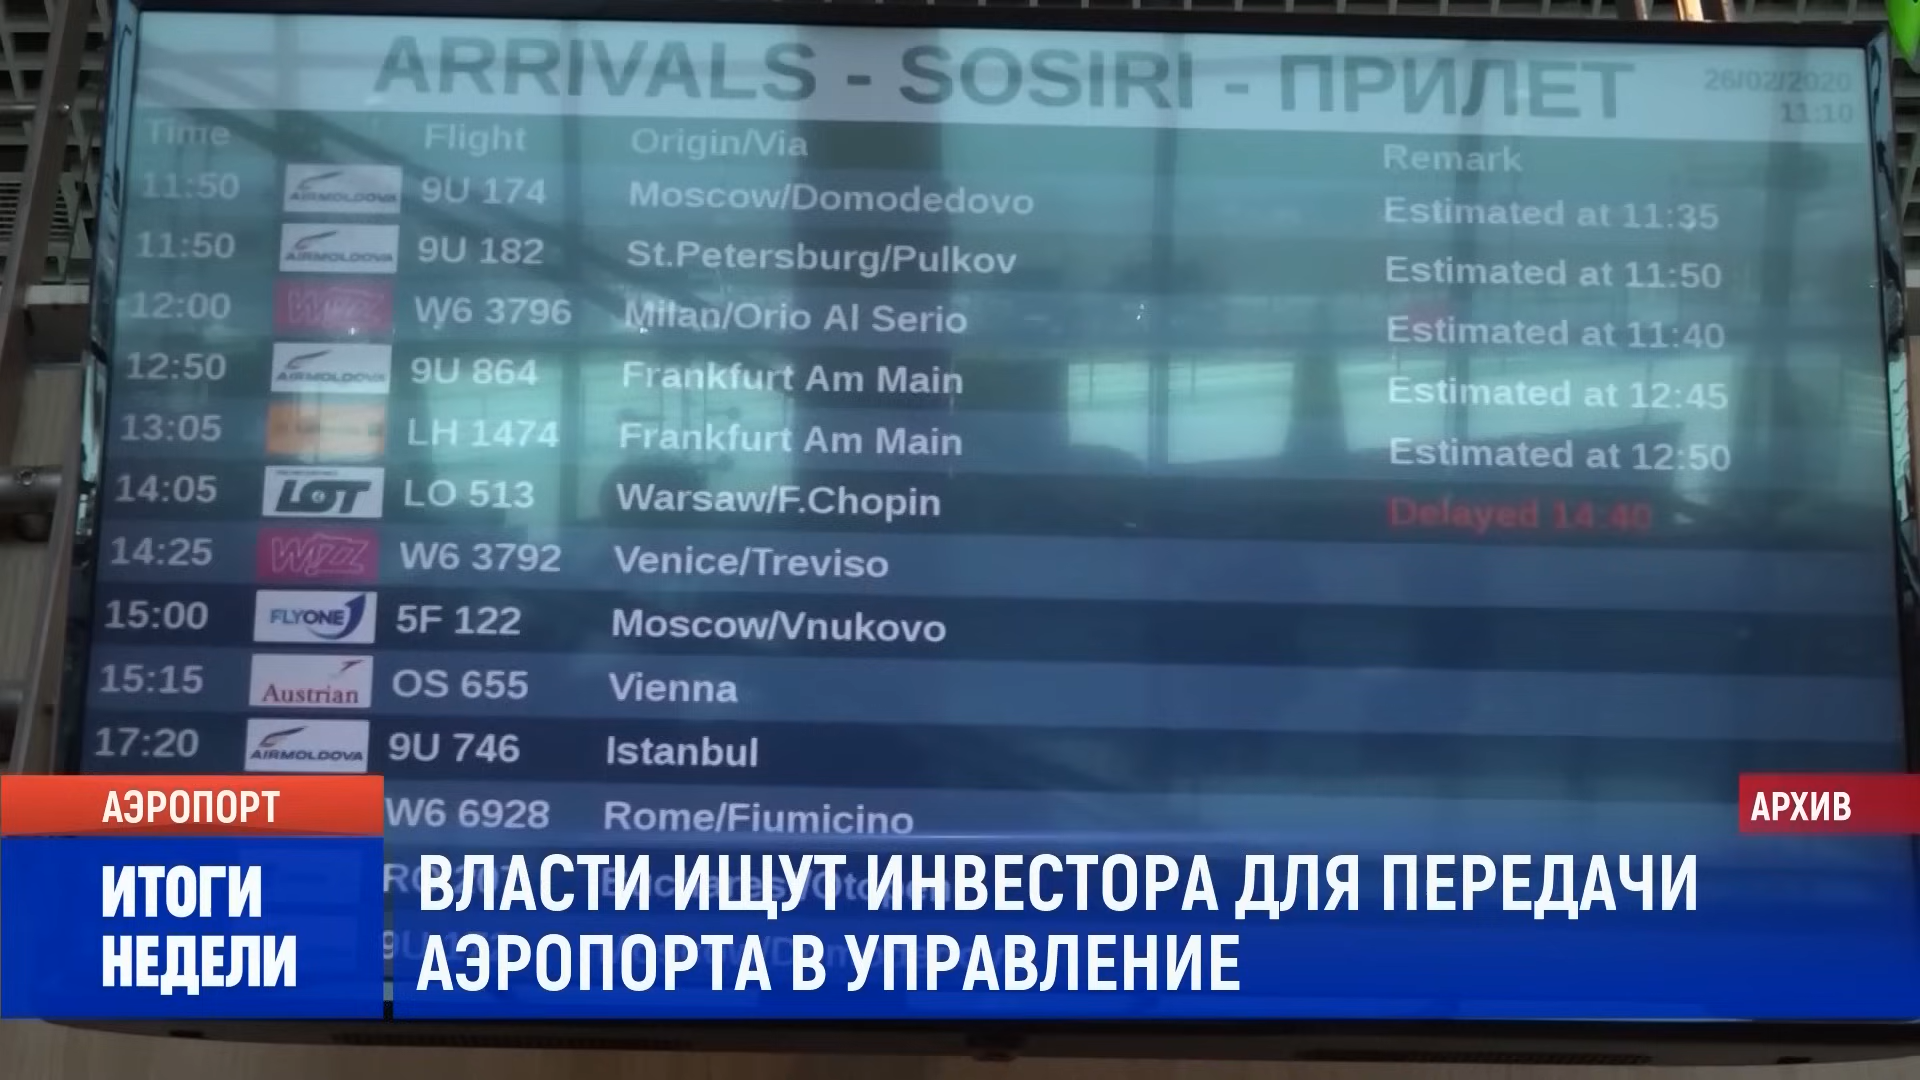 ARRIVALS - SOSIRI - ПРИЛЕТ
26/02/2020
11:10
Time Flight Origin/Via Remark
11:50 AIRMOLDOVA 9U 174 Moscow/Domodedovo Estimated at 11:35
11:50 AIRMOLDOVA 9U 182 St.Petersburg/Pulkov Estimated at 11:50
12:00 Wizz W6 3796 Milan/Orio Al Serio Estimated at 11:40
12:50 AIRMOLDOVA 9U 864 Frankfurt Am Main Estimated at 12:45
13:05 LH 1474 Frankfurt Am Main Estimated at 12:50
14:05 LOT LO 513 Warsaw/F.Chopin Delayed 14:40
14:25 Wizz W6 3792 Venice/Treviso
15:00 FLYONE 5F 122 Moscow/Vnukovo
15:15 Austrian OS 655 Vienna
17:20 AIRMOLDOVA 9U 746 Istanbul
W6 6928 Rome/Fiumicino
АЭРОПОРТ
АРХИВ
ИТОГИ
НЕДЕЛИ
ВЛАСТИ ИЩУТ ИНВЕСТОРА ДЛЯ ПЕРЕДАЧИ
АЭРОПОРТА В УПРАВЛЕНИЕ